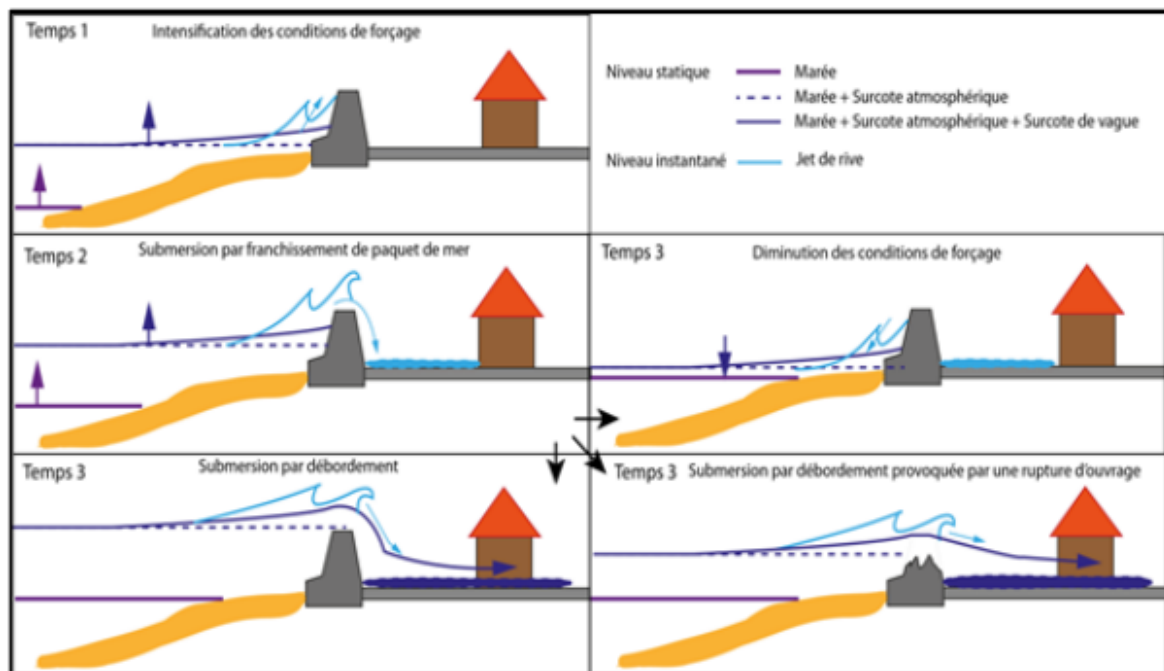 Temps 1
Intensification des conditions de forçage
Niveau statique
Marée
Marée + Surcote atmosphérique
Marée + Surcote atmosphérique + Surcote de vague
Niveau instantané
Jet de rive
Temps 2
Submersion par franchissement de paquet de mer
Temps 3
Diminution des conditions de forçage
Temps 3
Submersion par débordement
Temps 3
Submersion par débordement provoquée par une rupture d'ouvrage